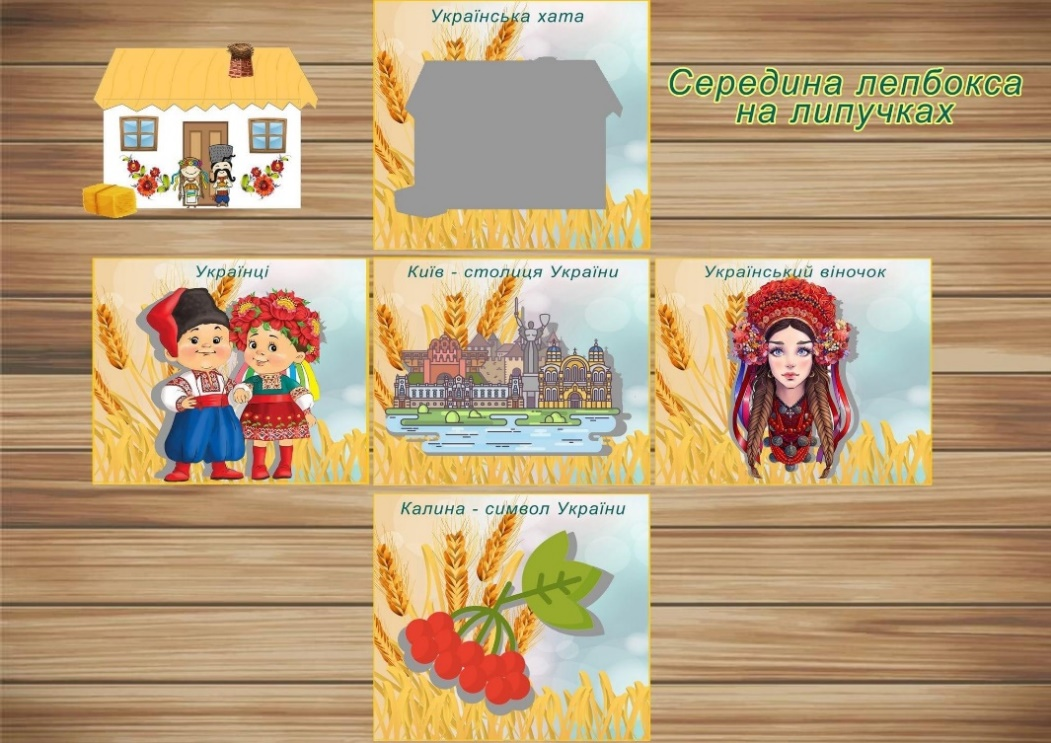 Українська хата
Середина лепбокса
на липучках
Українці
Київ - столиця України
Український віночок
Калина - символ України